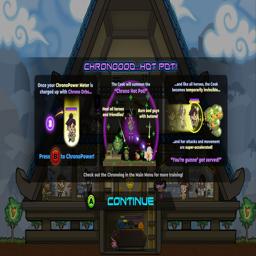 CHRONOOOO...HOT POT!
Once your ChronoPower Meter is
charged up with Chrono Orbs...
Press B to ChronoPower!
The Cook will summon the
"Chrono Hot Pot!"
Heal all heroes
and friendlies!
Burn bad guys
with butane!
...and like all heroes, the Cook
becomes temporarily invincible...
...and her attacks and movement
are super-accelerated!
"You're gunna' get served!"
Check out the Chronolog in the Main Menu for more training!
A CONTINUE